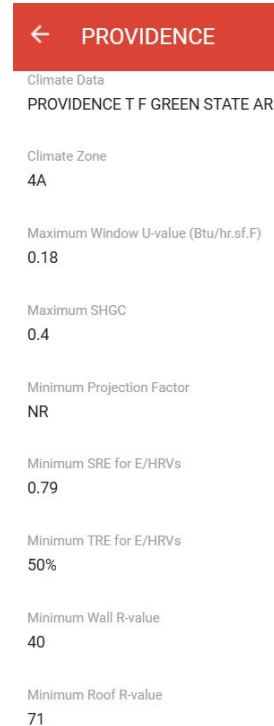 PROVIDENCE
Climate Data
PROVIDENCE T F GREEN STATE AR
Climate Zone
4A
Maximum Window U-value (Btu/hr.sf.F)
0.18
Maximum SHGC
0.4
Minimum Projection Factor
NR
Minimum SRE for E/HRVs
0.79
Minimum TRE for E/HRVs
50%
Minimum Wall R-value
40
Minimum Roof R-value
71